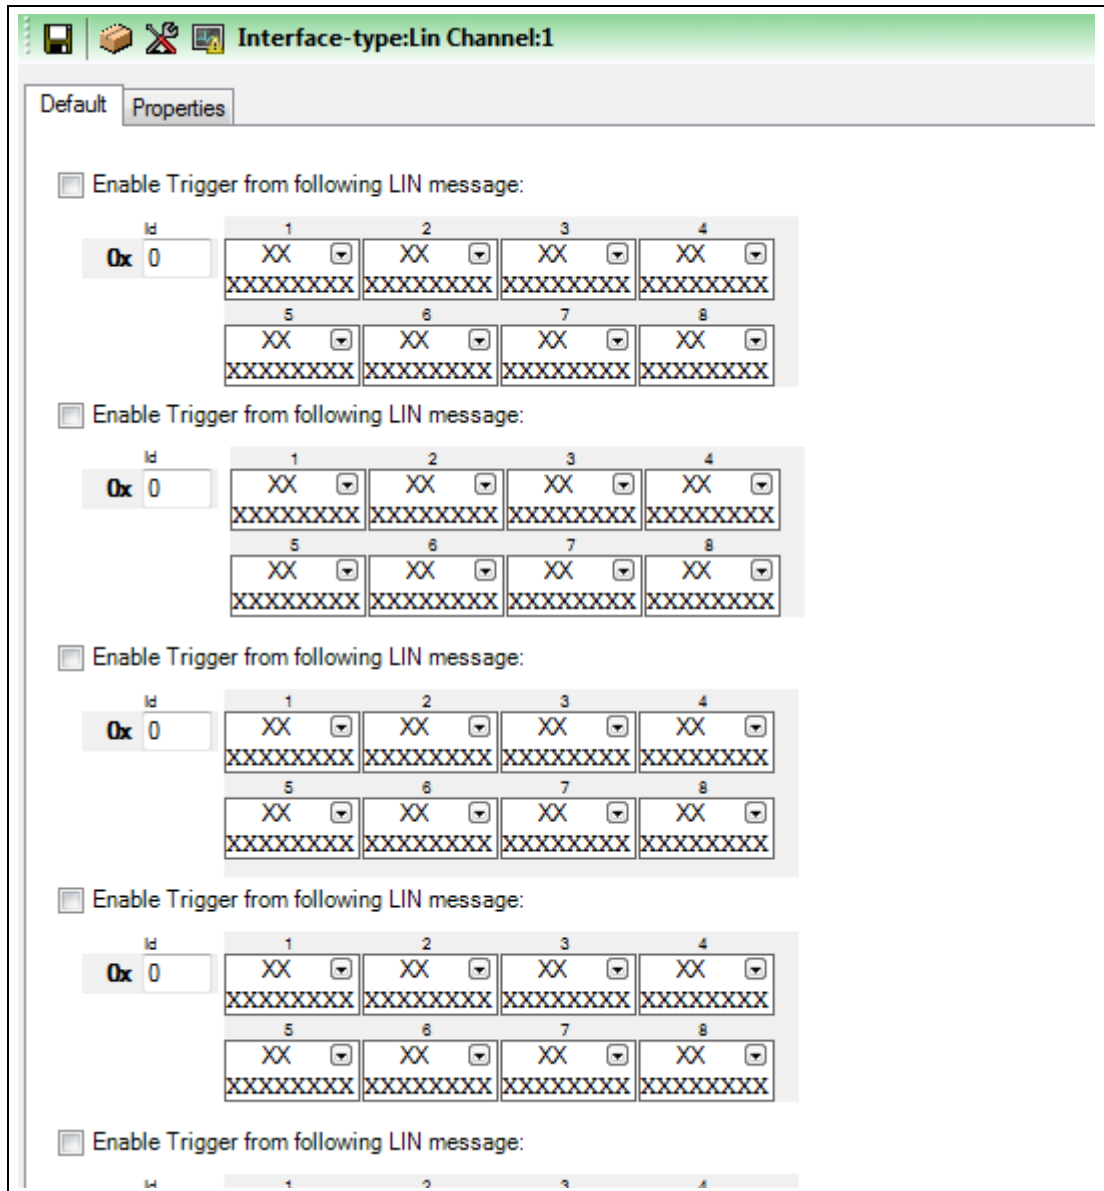 Interface-type:Lin Channel:1
Default Properties
Enable Trigger from following LIN message:
Id 1 2 3 4
0x 0 XX XX XX XX
XXXXXXXX XXXXXXXX XXXXXXXX XXXXXXXX
5 6 7 8
XX XX XX XX
XXXXXXXX XXXXXXXX XXXXXXXX XXXXXXXX
Enable Trigger from following LIN message:
Id 1 2 3 4
0x 0 XX XX XX XX
XXXXXXXX XXXXXXXX XXXXXXXX XXXXXXXX
5 6 7 8
XX XX XX XX
XXXXXXXX XXXXXXXX XXXXXXXX XXXXXXXX
Enable Trigger from following LIN message:
Id 1 2 3 4
0x 0 XX XX XX XX
XXXXXXXX XXXXXXXX XXXXXXXX XXXXXXXX
5 6 7 8
XX XX XX XX
XXXXXXXX XXXXXXXX XXXXXXXX XXXXXXXX
Enable Trigger from following LIN message:
Id 1 2 3 4
0x 0 XX XX XX XX
XXXXXXXX XXXXXXXX XXXXXXXX XXXXXXXX
5 6 7 8
XX XX XX XX
XXXXXXXX XXXXXXXX XXXXXXXX XXXXXXXX
Enable Trigger from following LIN message:
Id 1 2 3 4